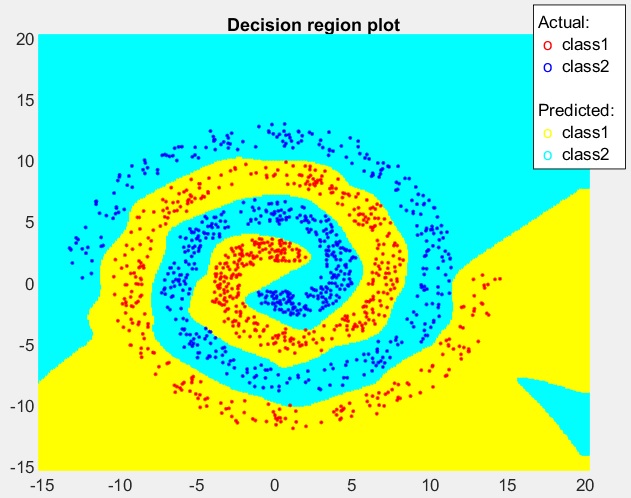 Decision region plot
Actual:
o class1
o class2
Predicted:
o class1
o class2
20
15
10
5
0
-5
-10
-15
-15 -10 -5 0 5 10 15 20